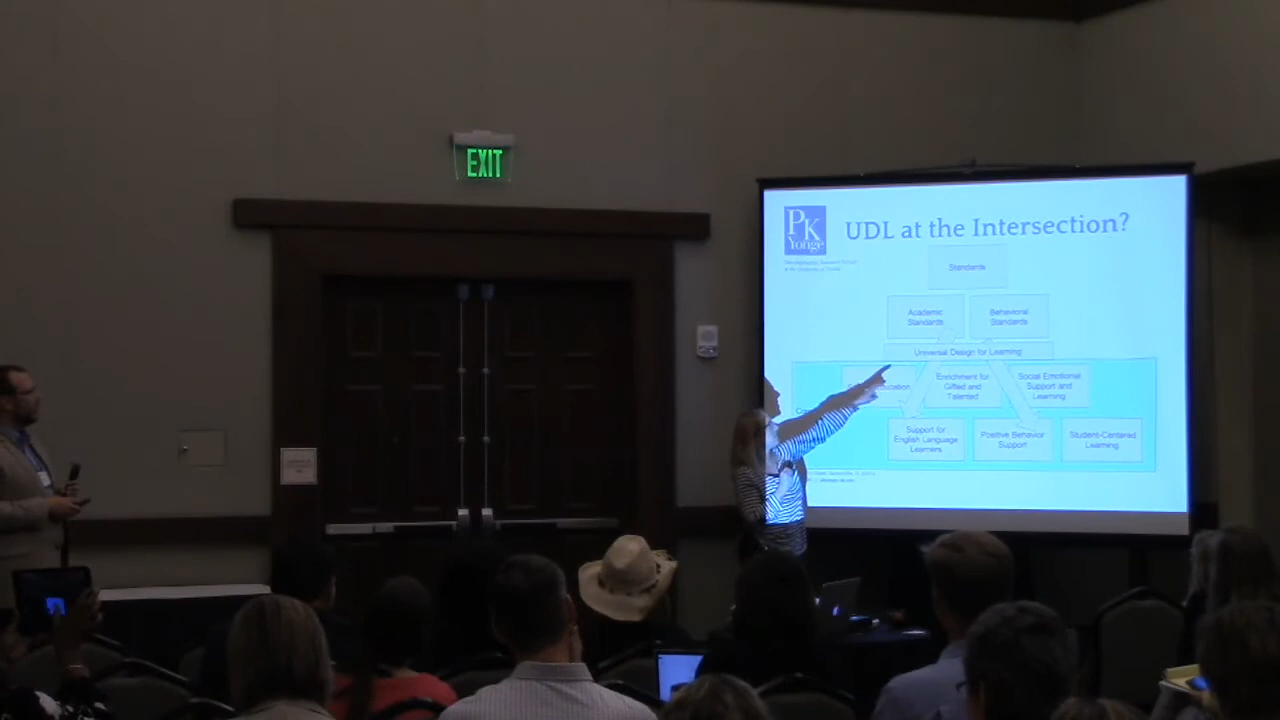 EXIT
PK
Yonge
UDL at the Intersection?
Standards
Academic
Standards
Behavioral
Standards
Universal Design for Learning
Education
Enrichment for
Gifted and
Talented
Social Emotional
Support and
Learning
Support for
English Language
Learners
Positive Behavior
Support
Student-Centered
Learning